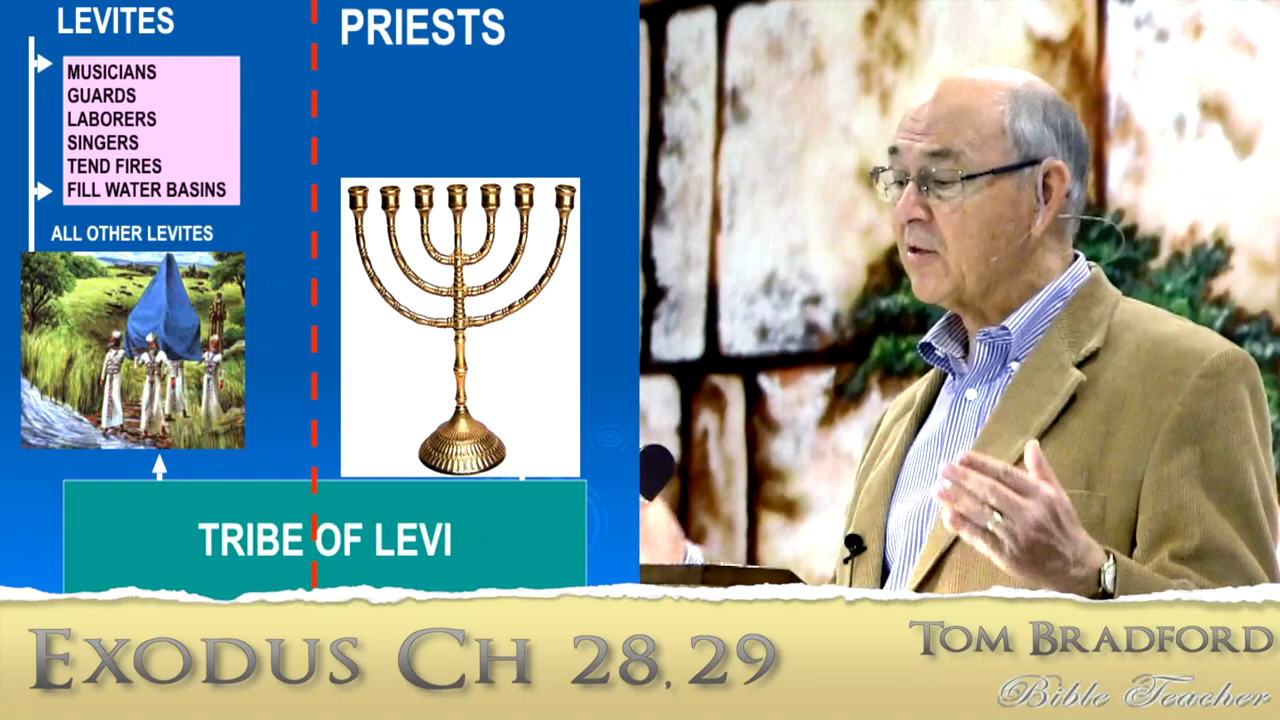 LEVITES
PRIESTS
MUSICIANS
GUARDS
LABORERS
SINGERS
TEND FIRES
FILL WATER BASINS
ALL OTHER LEVITES
TRIBE OF LEVI
EXODUS CH 28, 29
TOM BRADFORD
Bible Teacher